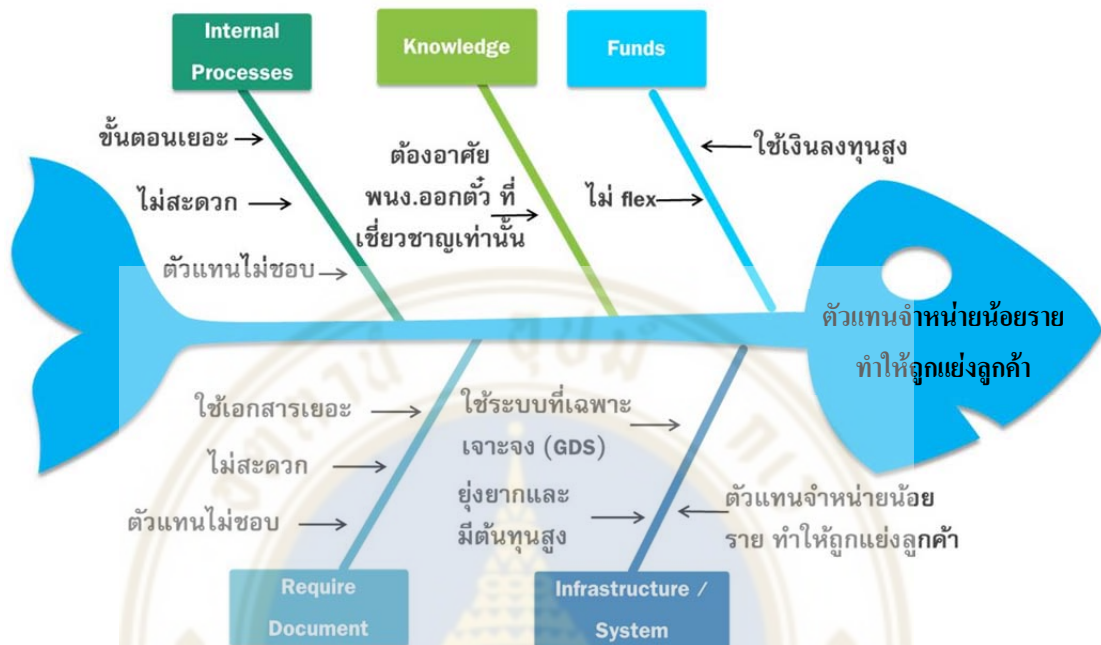 Internal
Processes
Knowledge
Funds
ขั้นตอนเยอะ
ไม่สะดวก
ตัวแทนไม่ชอบ
ต้องอาศัย
พนง.ออกตั๋ว ที่
เชี่ยวชาญเท่านั้น
ใช้เงินลงทุนสูง
ไม่ flex
ตัวแทนจำหน่ายน้อยราย
ทำให้ถูกแย่งลูกค้า
ใช้เอกสารเยอะ
ไม่สะดวก
ตัวแทนไม่ชอบ
ใช้ระบบที่เฉพาะ
เจาะจง (GDS)
ยุ่งยากและ
มีต้นทุนสูง
ตัวแทนจำหน่ายน้อย
ราย ทำให้ถูกแย่งลูกค้า
Require
Document
Infrastructure /
System